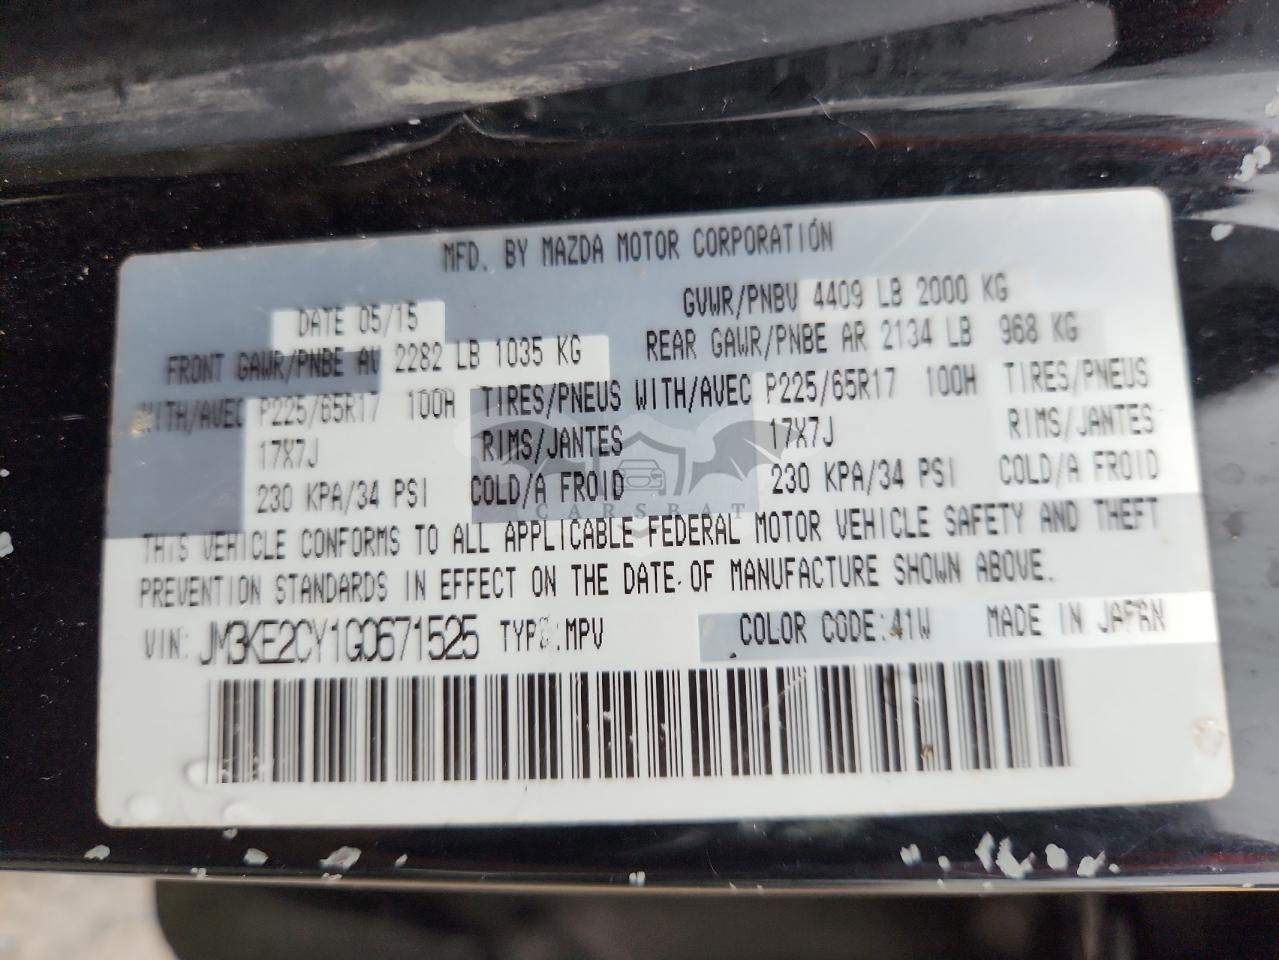 MFD. BY MAZDA MOTOR CORPORATIÓN
DATE 05/15 GVWR/PNBV 4409 LB 2000 KG
FRONT GAWR/PNBE AV 2282 LB 1035 KG REAR GAWR/PNBE AR 2134 LB 968 KG
WITH/AVEC P225/65R17 100H TIRES/PNEUS WITH/AVEC P225/65R17 100H TIRES/PNEUS
17X7J RIMS/JANTES 17X7J RIMS/JANTES
230 KPA/34 PSI COLD/A FROID 230 KPA/34 PSI COLD/A FROID
CARSBAT
THIS VEHICLE CONFORMS TO ALL APPLICABLE FEDERAL MOTOR VEHICLE SAFETY AND THEFT
PREVENTION STANDARDS IN EFFECT ON THE DATE OF MANUFACTURE SHOWN ABOVE.
VIN: JM3KE2CY1G0671525 TYPE:MPV COLOR CODE:41W MADE IN JAPAN